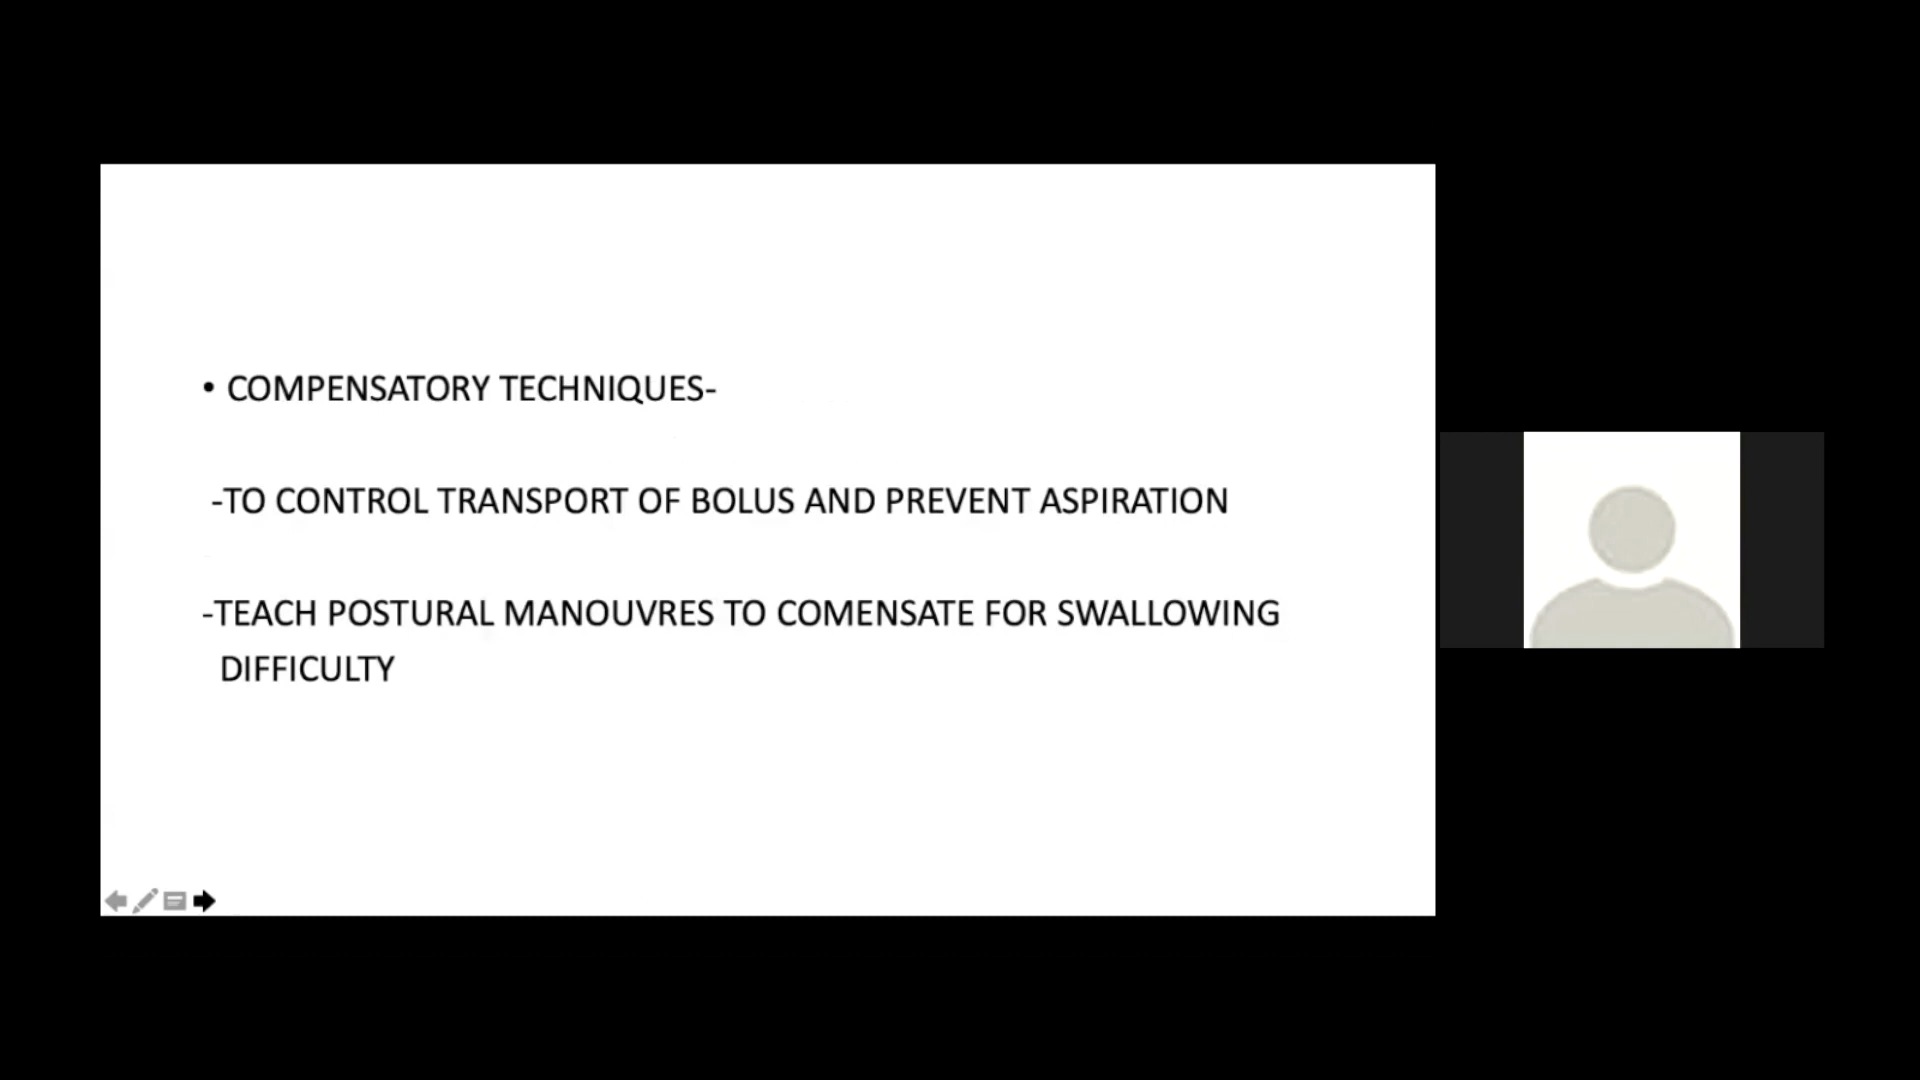 • COMPENSATORY TECHNIQUES-
-TO CONTROL TRANSPORT OF BOLUS AND PREVENT ASPIRATION
-TEACH POSTURAL MANOUVRES TO COMENSATE FOR SWALLOWING
DIFFICULTY